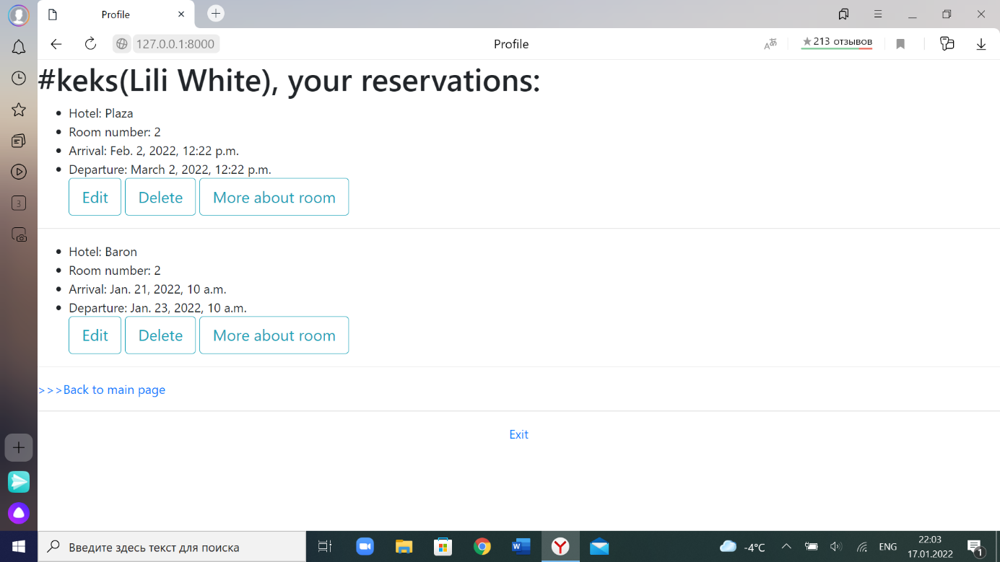 Profile
127.0.0.1:8000
Profile
213 отзывов
#keks(Lili White), your reservations:
Hotel: Plaza
Room number: 2
Arrival: Feb. 2, 2022, 12:22 p.m.
Departure: March 2, 2022, 12:22 p.m.
Edit Delete More about room
Hotel: Baron
Room number: 2
Arrival: Jan. 21, 2022, 10 a.m.
Departure: Jan. 23, 2022, 10 a.m.
Edit Delete More about room
>>>Back to main page
Exit
3
Введите здесь текст для поиска
-4°C
ENG
22:03
17.01.2022
1